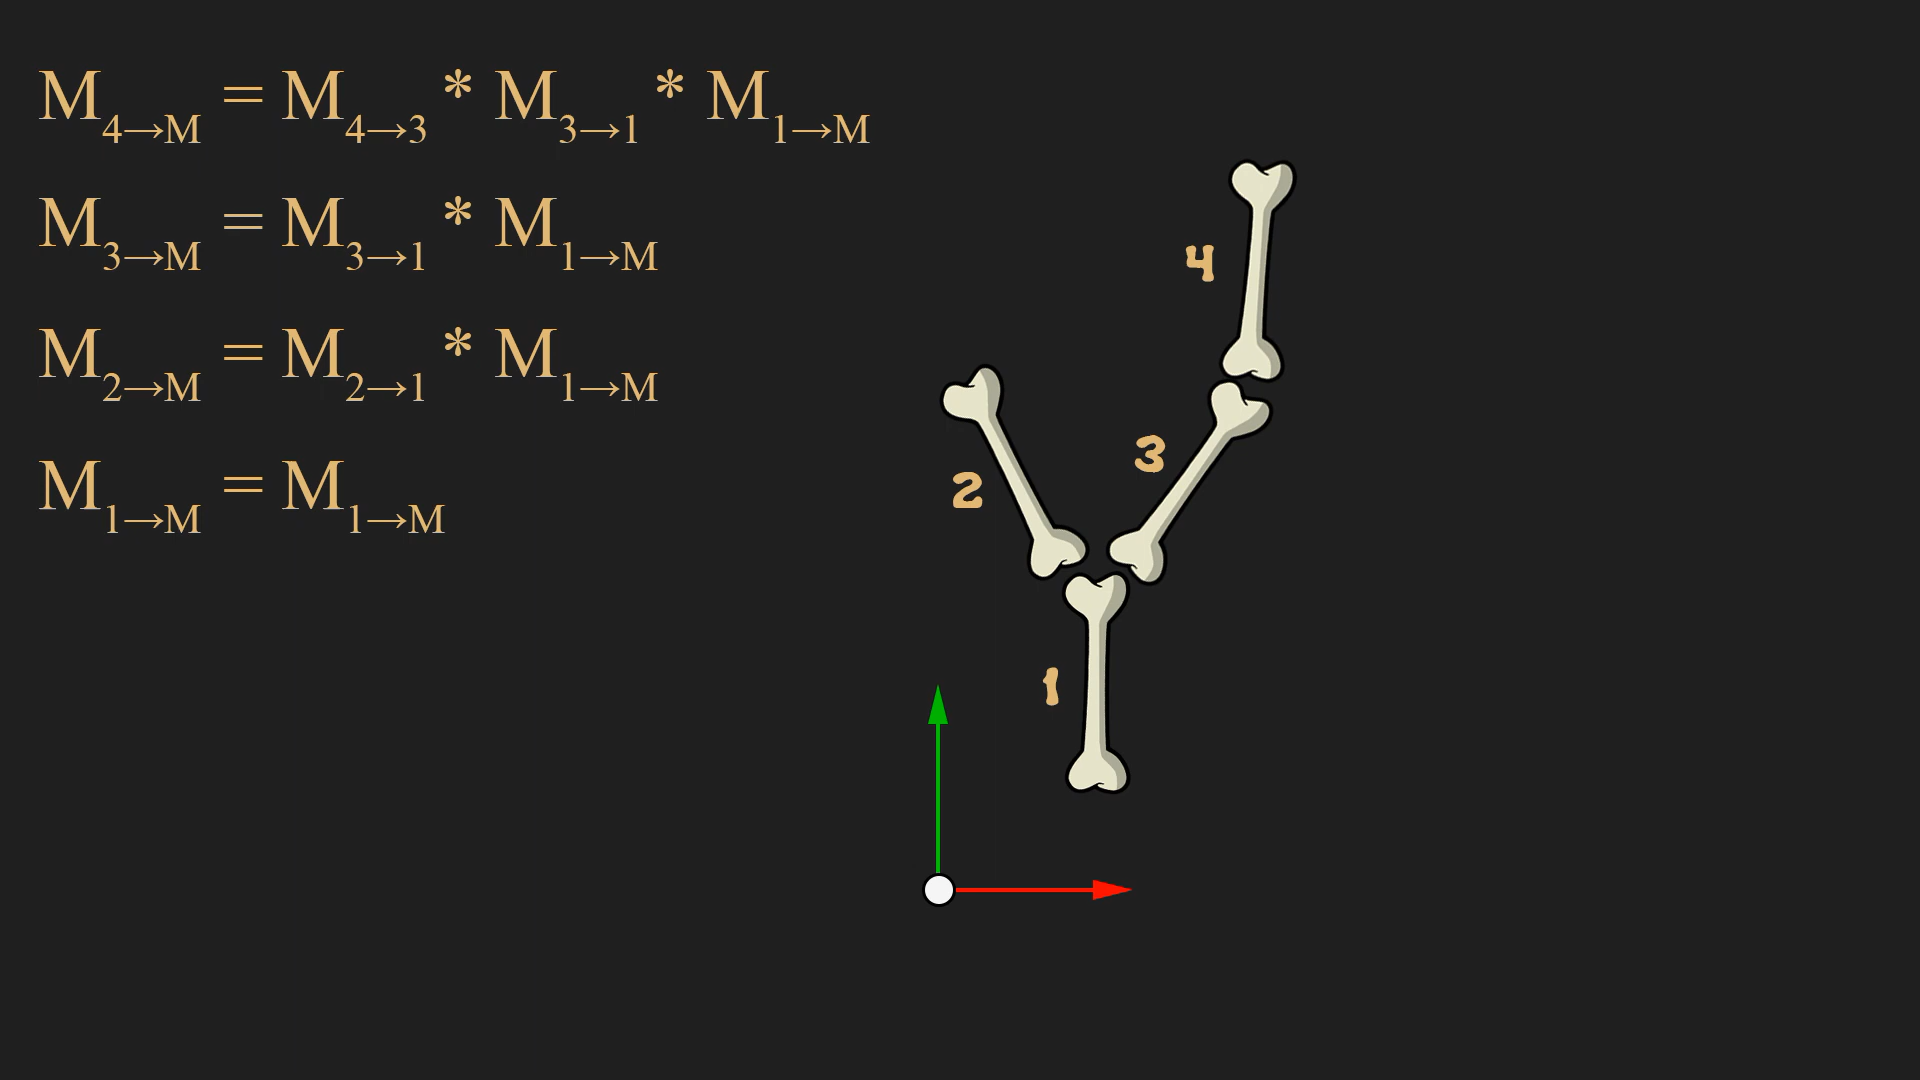 M4→M = M4→3 * M3→1 * M1→M
M3→M = M3→1 * M1→M
M2→M = M2→1 * M1→M
M1→M = M1→M
4
3
2
1